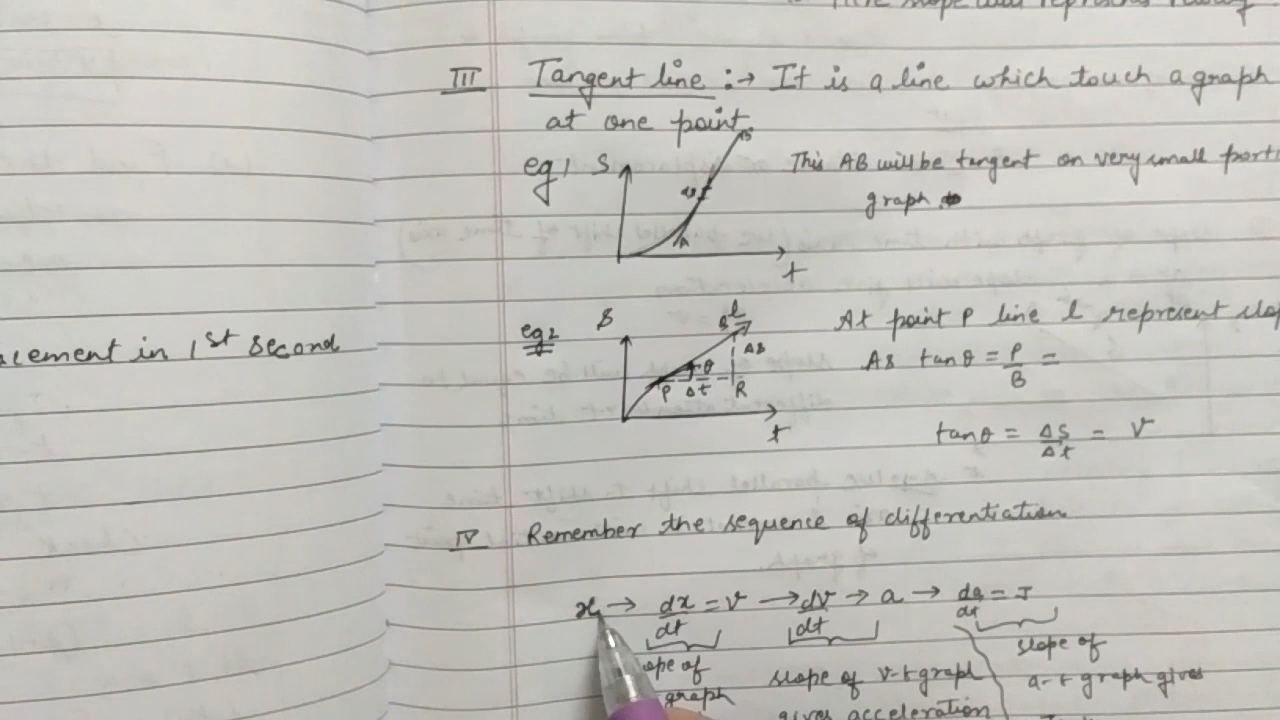 III Tangent line :→ It is a line which touch a graph
at one point
eg1 S
This AB will be tangent on very small
graph
A
t
acement in 1st second
eg2 S
B l
ΔS
θ
P Δt R
t
At point P line l represent
As tanθ = P/B =
tanθ = ΔS/Δt = V
IV Remember the sequence of differentiation
x → dx/dt = V → dV/dt → a → da/dt = J
slope of
graph
slope of V-t graph
gives acceleration
slope of
a-t graph gives